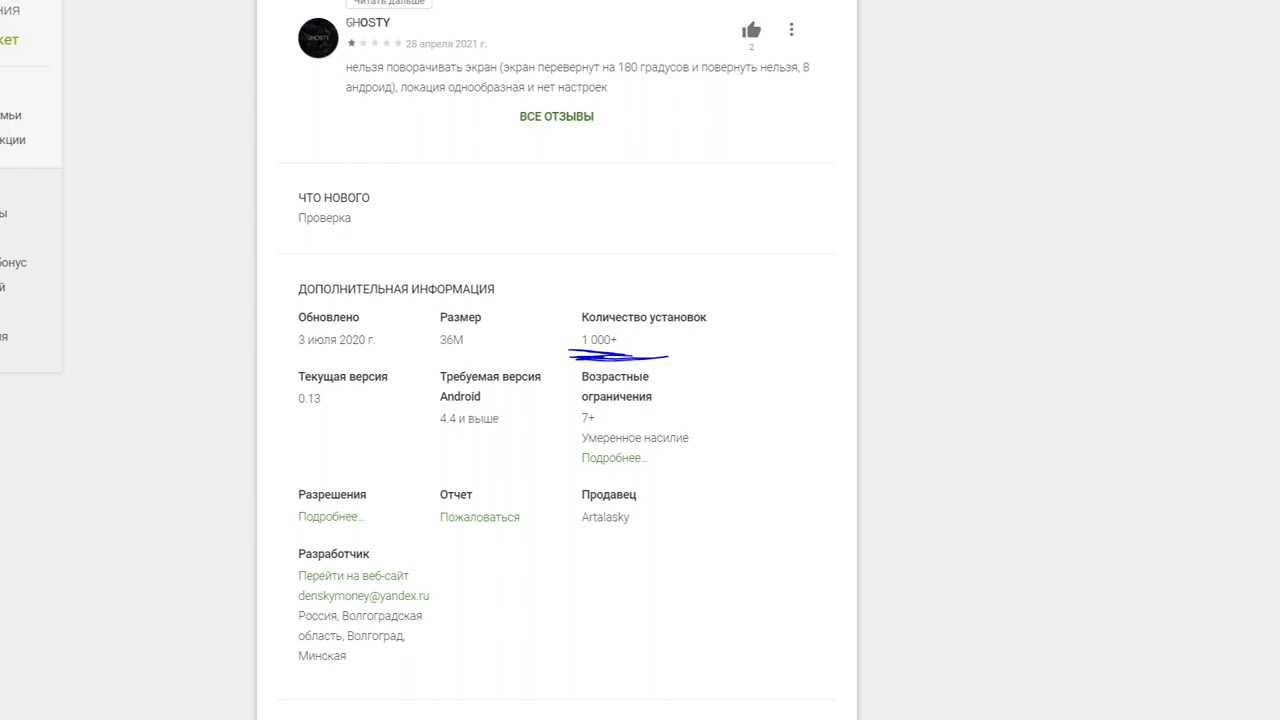 ния
кет
мьи
кции
ы
бонус
й
ия
Читать дальше
GHOSTY
28 апреля 2021 г.
2
нельзя поворачивать экран (экран перевернут на 180 градусов и повернуть нельзя, 8
андроид), локация однообразная и нет настроек
ВСЕ ОТЗЫВЫ
ЧТО НОВОГО
Проверка
ДОПОЛНИТЕЛЬНАЯ ИНФОРМАЦИЯ
Обновлено
3 июля 2020 г.
Размер
36M
Количество установок
1 000+
Текущая версия
0.13
Требуемая версия
Android
4.4 и выше
Возрастные
ограничения
7+
Умеренное насилие
Подробнее…
Разрешения
Подробнее…
Отчет
Пожаловаться
Продавец
Artalasky
Разработчик
Перейти на веб-сайт
denskymoney@yandex.ru
Россия, Волгоградская
область, Волгоград,
Минская